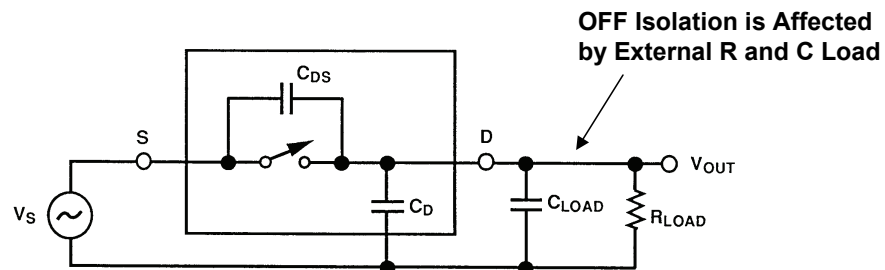 OFF Isolation is Affected
by External R and C Load
CDS
S
D
VOUT
VS
CD
CLOAD
RLOAD